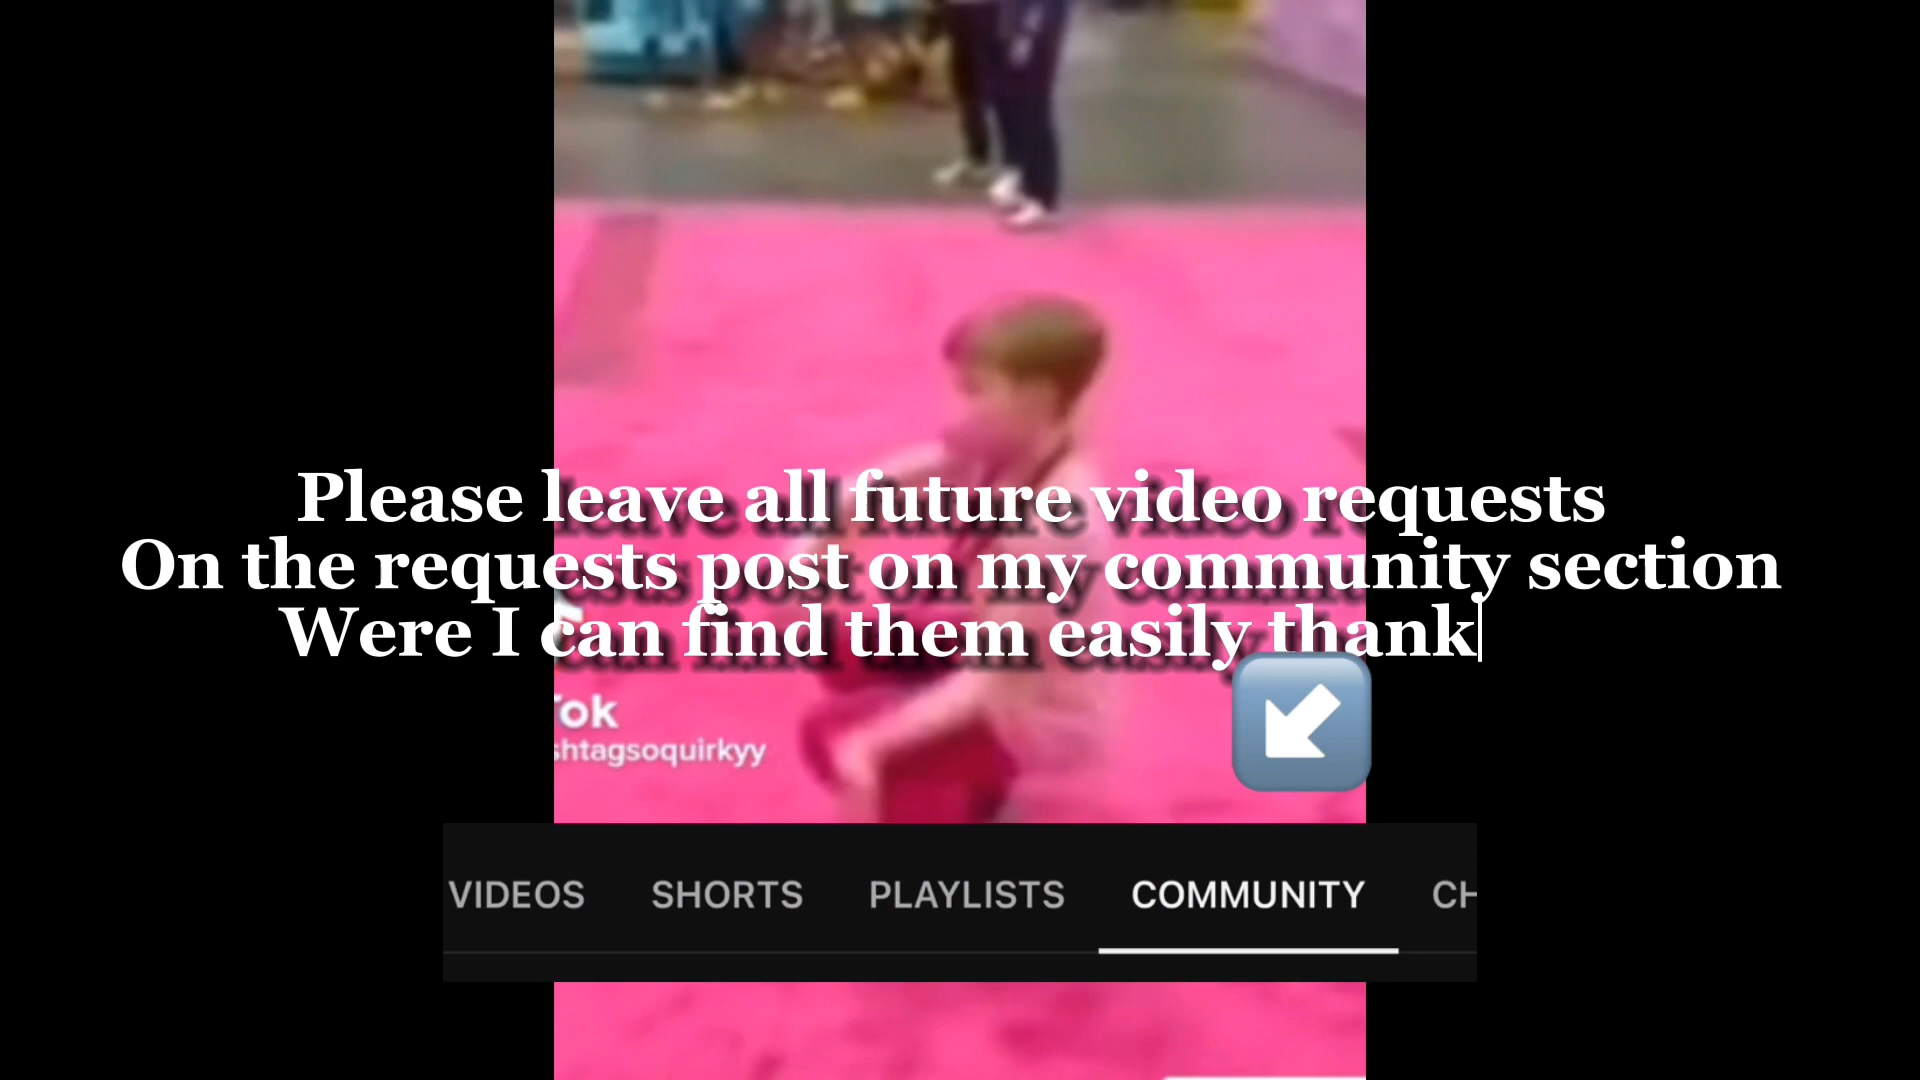 Please leave all future video requests
On the requests post on my community section
Were I can find them easily thank
Tok
shtagsoquirkyy
VIDEOS SHORTS PLAYLISTS COMMUNITY CH